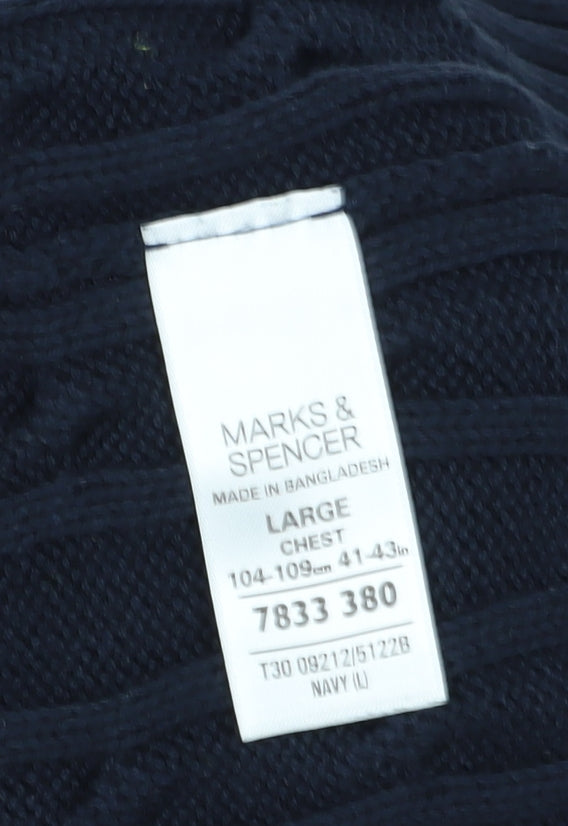 MARKS &
SPENCER
MADE IN BANGLADESH
LARGE
CHEST
104-109cm 41-43in
7833 380
T30 09212/5122B
NAVY (L)